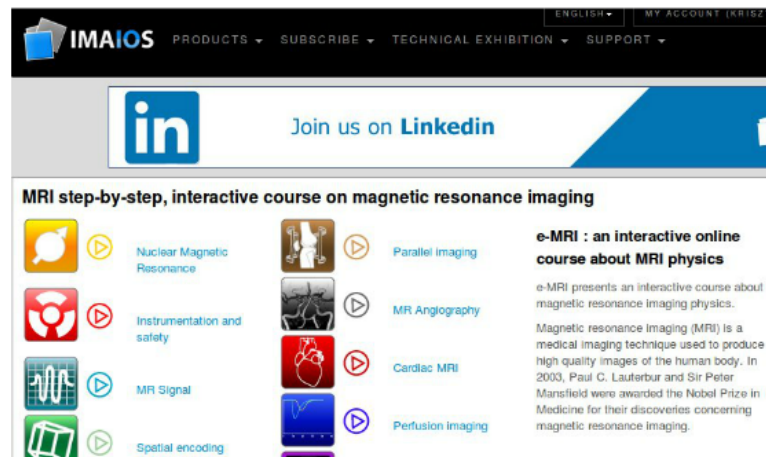 ENGLISH
MY ACCOUNT (KRISZ
IMAIOS PRODUCTS SUBSCRIBE TECHNICAL EXHIBITION SUPPORT
in
Join us on Linkedin
MRI step-by-step, interactive course on magnetic resonance imaging
Nuclear Magnetic
Resonance
Instrumentation and
safety
MR Signal
Spatial encoding
Parallel imaging
MR Angiography
Cardiac MRI
Perfusion imaging
e-MRI : an interactive online
course about MRI physics
e-MRI presents an interactive course about
magnetic resonance imaging physics.
Magnetic resonance imaging (MRI) is a
medical imaging technique used to produce
high quality images of the human body. In
2003, Paul C. Lauterbur and Sir Peter
Mansfield were awarded the Nobel Prize in
Medicine for their discoveries concerning
magnetic resonance imaging.